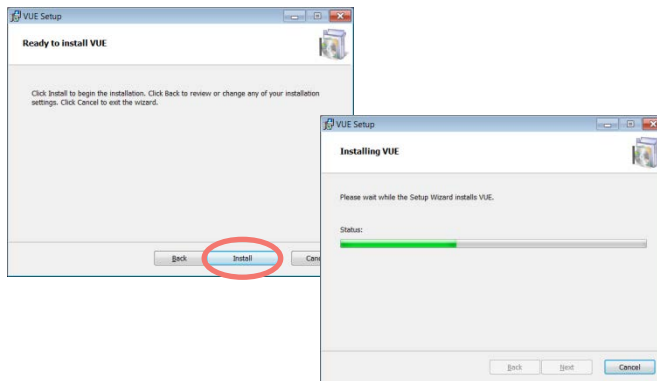 VUE Setup
Ready to install VUE
Click Install to begin the installation. Click Back to review or change any of your installation
settings. Click Cancel to exit the wizard.
Back Install Canc
VUE Setup
Installing VUE
Please wait while the Setup Wizard installs VUE.
Status:
Back Next Cancel